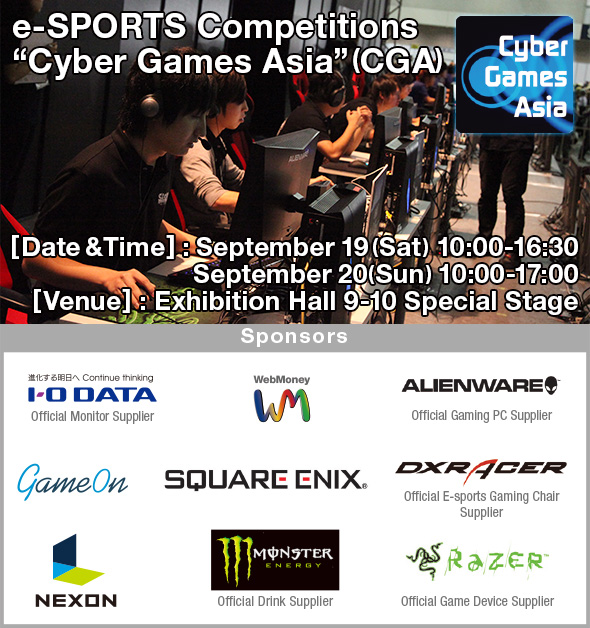 e-SPORTS Competitions
“Cyber Games Asia” (CGA)
Cyber
Games
Asia
ALIENWARE
[Date & Time] : September 19 (Sat) 10:00-16:30
September 20(Sun) 10:00-17:00
[Venue] : Exhibition Hall 9-10 Special Stage
Sponsors
進化する明日へ Continue thinking
I-O DATA
Official Monitor Supplier
WebMoney
WM
ALIENWARE
Official Gaming PC Supplier
GameOn
SQUARE ENIX®
DXRACER
Official E-sports Gaming Chair
Supplier
NEXON
MONSTER
ENERGY
Official Drink Supplier
RAZER™
Official Game Device Supplier